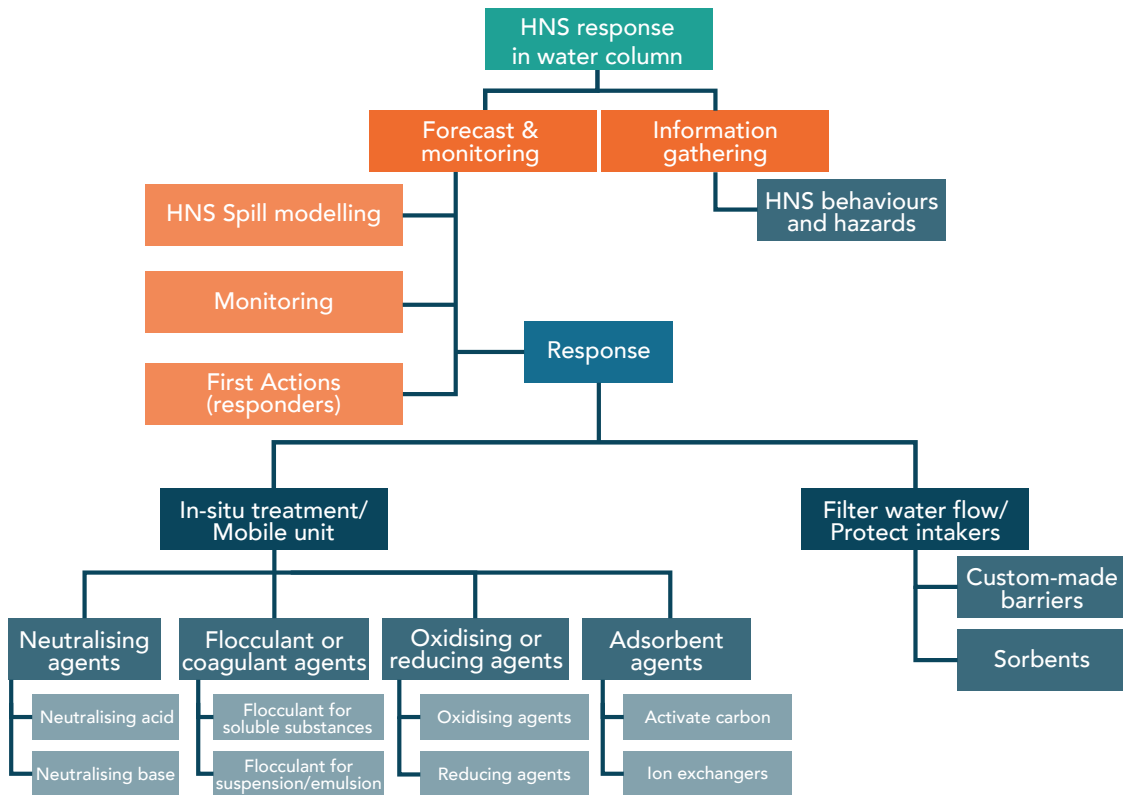 HNS response
in water column
Forecast &
monitoring
Information
gathering
HNS Spill modelling
HNS behaviours
and hazards
Monitoring
Response
First Actions
(responders)
In-situ treatment/
Mobile unit
Filter water flow/
Protect intakers
Custom-made
barriers
Sorbents
Neutralising
agents
Flocculant or
coagulant agents
Oxidising or
reducing agents
Adsorbent
agents
Neutralising acid
Flocculant for
soluble substances
Oxidising agents
Activate carbon
Neutralising base
Flocculant for
suspension/emulsion
Reducing agents
Ion exchangers